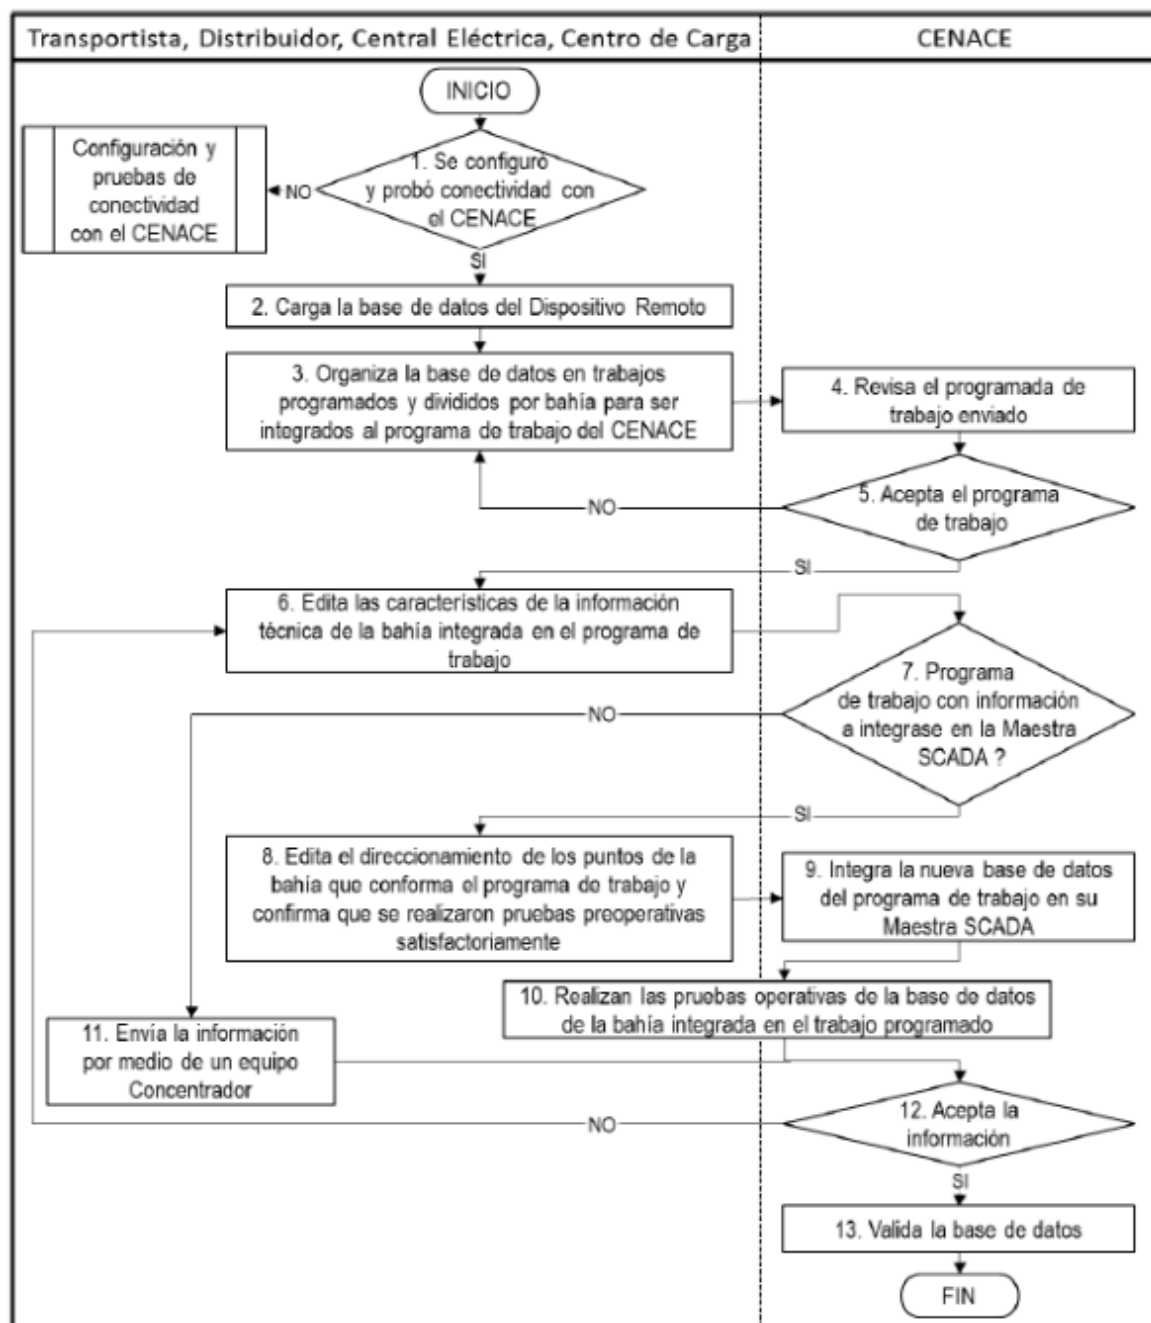 Transportista, Distribuidor, Central Eléctrica, Centro de Carga
CENACE
INICIO
Configuración y
pruebas de
conectividad
con el CENACE
NO
1. Se configuró
y probó conectividad con
el CENACE
SI
2. Carga la base de datos del Dispositivo Remoto
3. Organiza la base de datos en trabajos
programados y divididos por bahía para ser
integrados al programa de trabajo del CENACE
4. Revisa el programada de
trabajo enviado
5. Acepta el programa
de trabajo
NO
SI
6. Edita las características de la información
técnica de la bahía integrada en el programa de
trabajo
7. Programa
de trabajo con información
a integrase en la Maestra
SCADA ?
NO
SI
8. Edita el direccionamiento de los puntos de la
bahía que conforma el programa de trabajo y
confirma que se realizaron pruebas preoperativas
satisfactoriamente
9. Integra la nueva base de datos
del programa de trabajo en su
Maestra SCADA
10. Realizan las pruebas operativas de la base de datos
de la bahía integrada en el trabajo programado
11. Envía la información
por medio de un equipo
Concentrador
12. Acepta la
información
NO
SI
13. Valida la base de datos
FIN